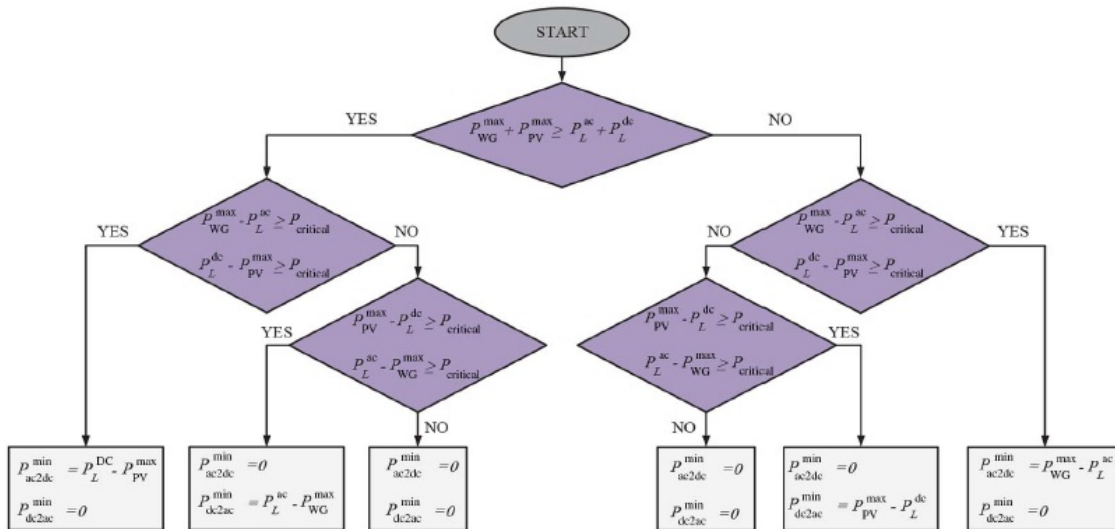 START
YES
NO
P_WG^max + P_PV^max ≥ P_L^ac + P_L^dc
YES
P_WG^max - P_L^ac ≥ P_critical
P_L^dc - P_PV^max ≥ P_critical
NO
NO
P_WG^max - P_L^ac ≥ P_critical
P_L^dc - P_PV^max ≥ P_critical
YES
YES
P_PV^max - P_L^dc ≥ P_critical
P_L^ac - P_WG^max ≥ P_critical
NO
P_PV^max - P_L^dc ≥ P_critical
P_L^ac - P_WG^max ≥ P_critical
YES
NO
P_ac2dc^min = P_L^DC - P_PV^max
P_dc2ac^min = 0
P_ac2dc^min = 0
P_dc2ac^min = P_L^ac - P_WG^max
P_ac2dc^min = 0
P_dc2ac^min = 0
P_ac2dc^min = 0
P_dc2ac^min = 0
P_ac2dc^min = 0
P_dc2ac^min = P_PV^max - P_L^dc
P_ac2dc^min = P_WG^max - P_L^ac
P_dc2ac^min = 0